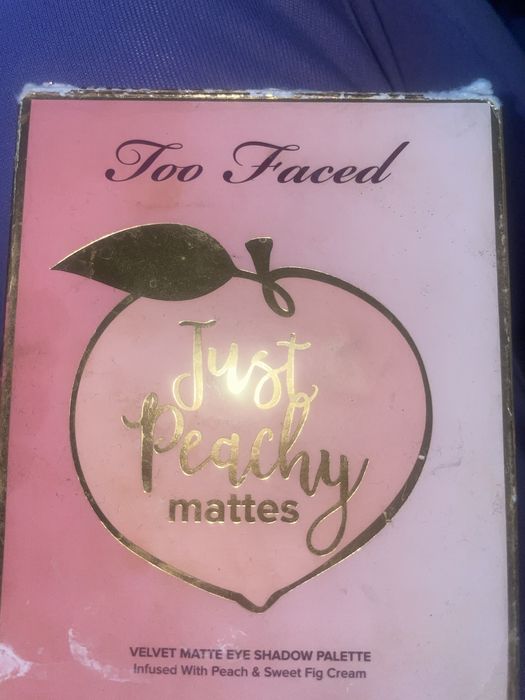 Too Faced
Just
Peachy
mattes
VELVET MATTE EYE SHADOW PALETTE
Infused With Peach & Sweet Fig Cream